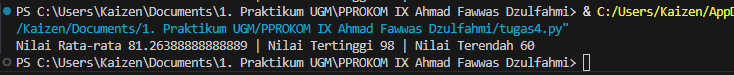 PS C:\Users\Kaizen\Documents\1. Praktikum UGM\PPROKOM IX Ahmad Fawwas Dzulfahmi> & C:/Users/Kaizen/AppD
/Kaizen/Documents/1. Praktikum UGM/PPROKOM IX Ahmad Fawwas Dzulfahmi/tugas4.py"
Nilai Rata-rata 81.26388888888889 | Nilai Tertinggi 98 | Nilai Terendah 60
PS C:\Users\Kaizen\Documents\1. Praktikum UGM\PPROKOM IX Ahmad Fawwas Dzulfahmi>